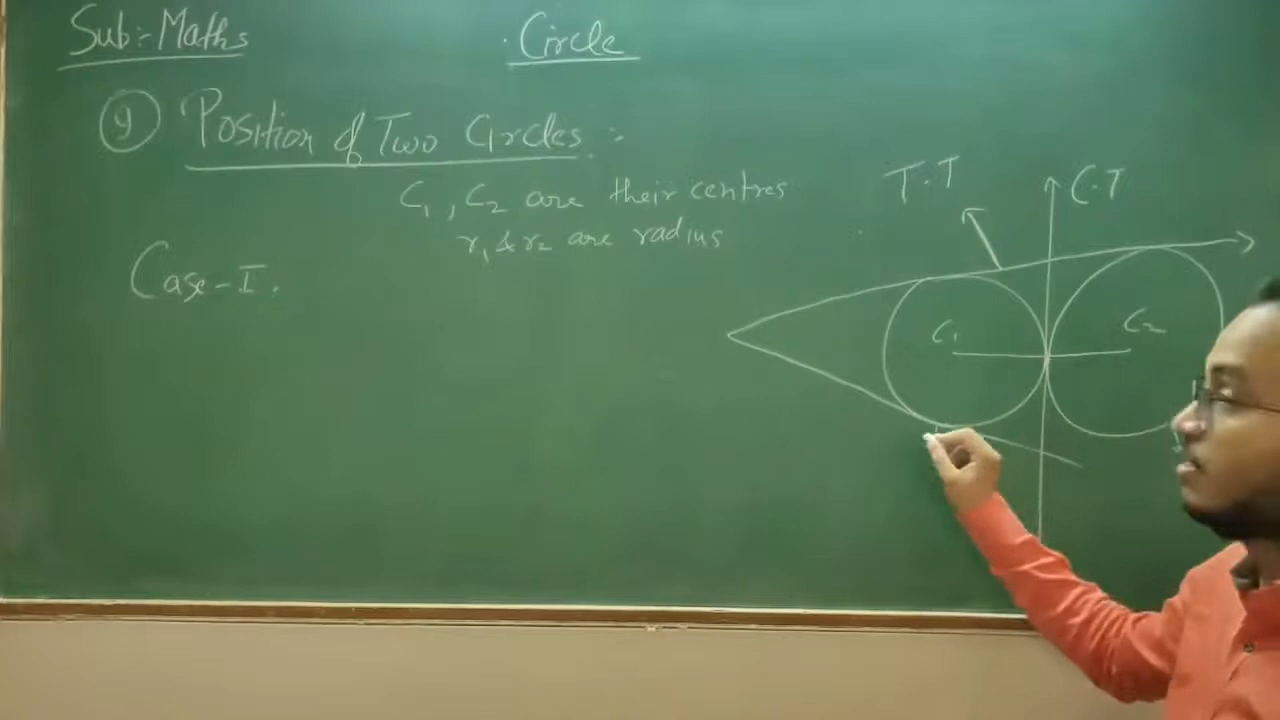 Sub:- Maths
Circle
9 Position of Two Circles :-
C1, C2 are their centres
r1 & r2 are radius
Case-I.
T.T
C.T
C1
C2